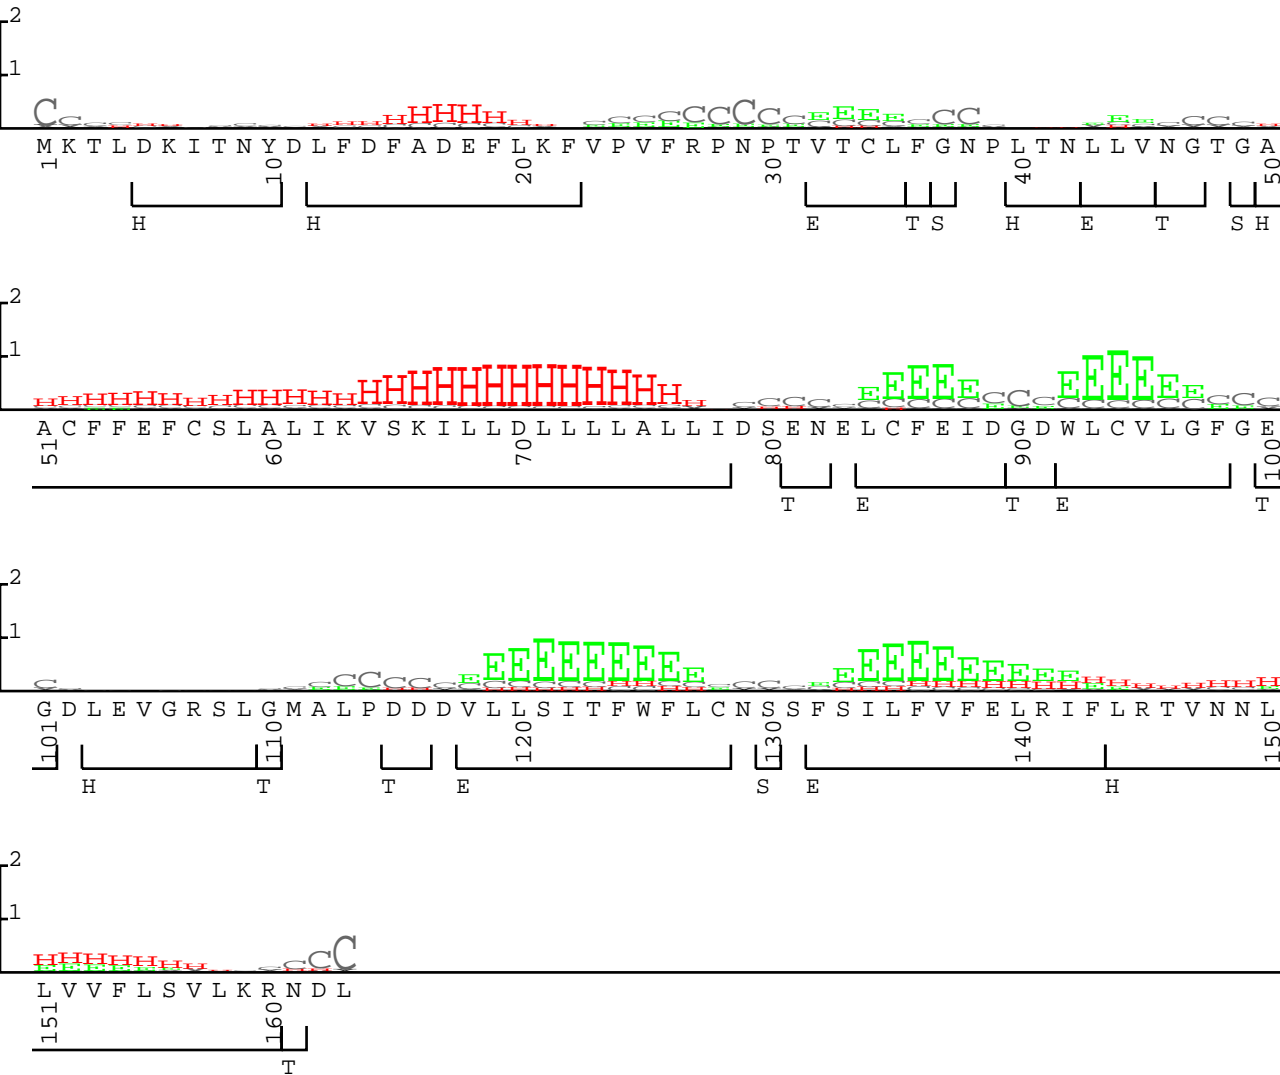 2
1
C H H H H C C C C C E E E C C
M K T L D K I T N Y D L F D F A D E F L K F V P V F R P N P T V T C L F G N P L T N L L V N G T G A
1 10 20 30 40 50
H H E T S H E T S H
2
1
H H H H H H H H H H H H H E E E E E E E E E E E
A C F F E F C S L A L I K V S K I L L D L L L L A L L I D S E N E L C F E I D G D W L C V L G F G E
51 60 70 80 90 100
T E T E T
2
1
C C E E E E E E E E E E E E E E E E E E
G D L E V G R S L G M A L P D D D V L L S I T F W F L C N S S F S I L F V F E L R I F L R T V N N L
101 110 120 130 140 150
H T T E S E H
2
1
H H H H H C C
L V V F L S V L K R N D L
151 160
T